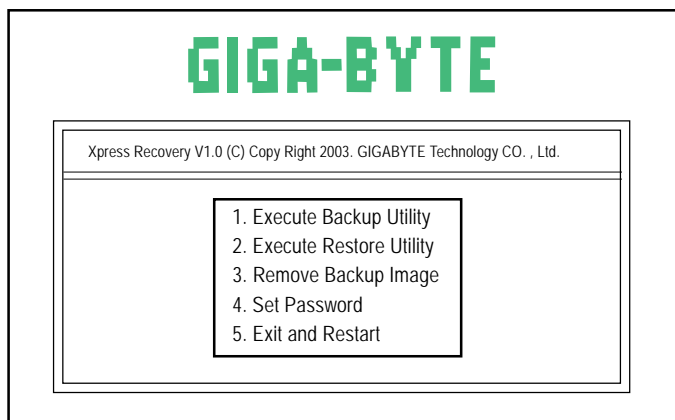 GIGA-BYTE
Xpress Recovery V1.0 (C) Copy Right 2003. GIGABYTE Technology CO. , Ltd.
1. Execute Backup Utility
2. Execute Restore Utility
3. Remove Backup Image
4. Set Password
5. Exit and Restart